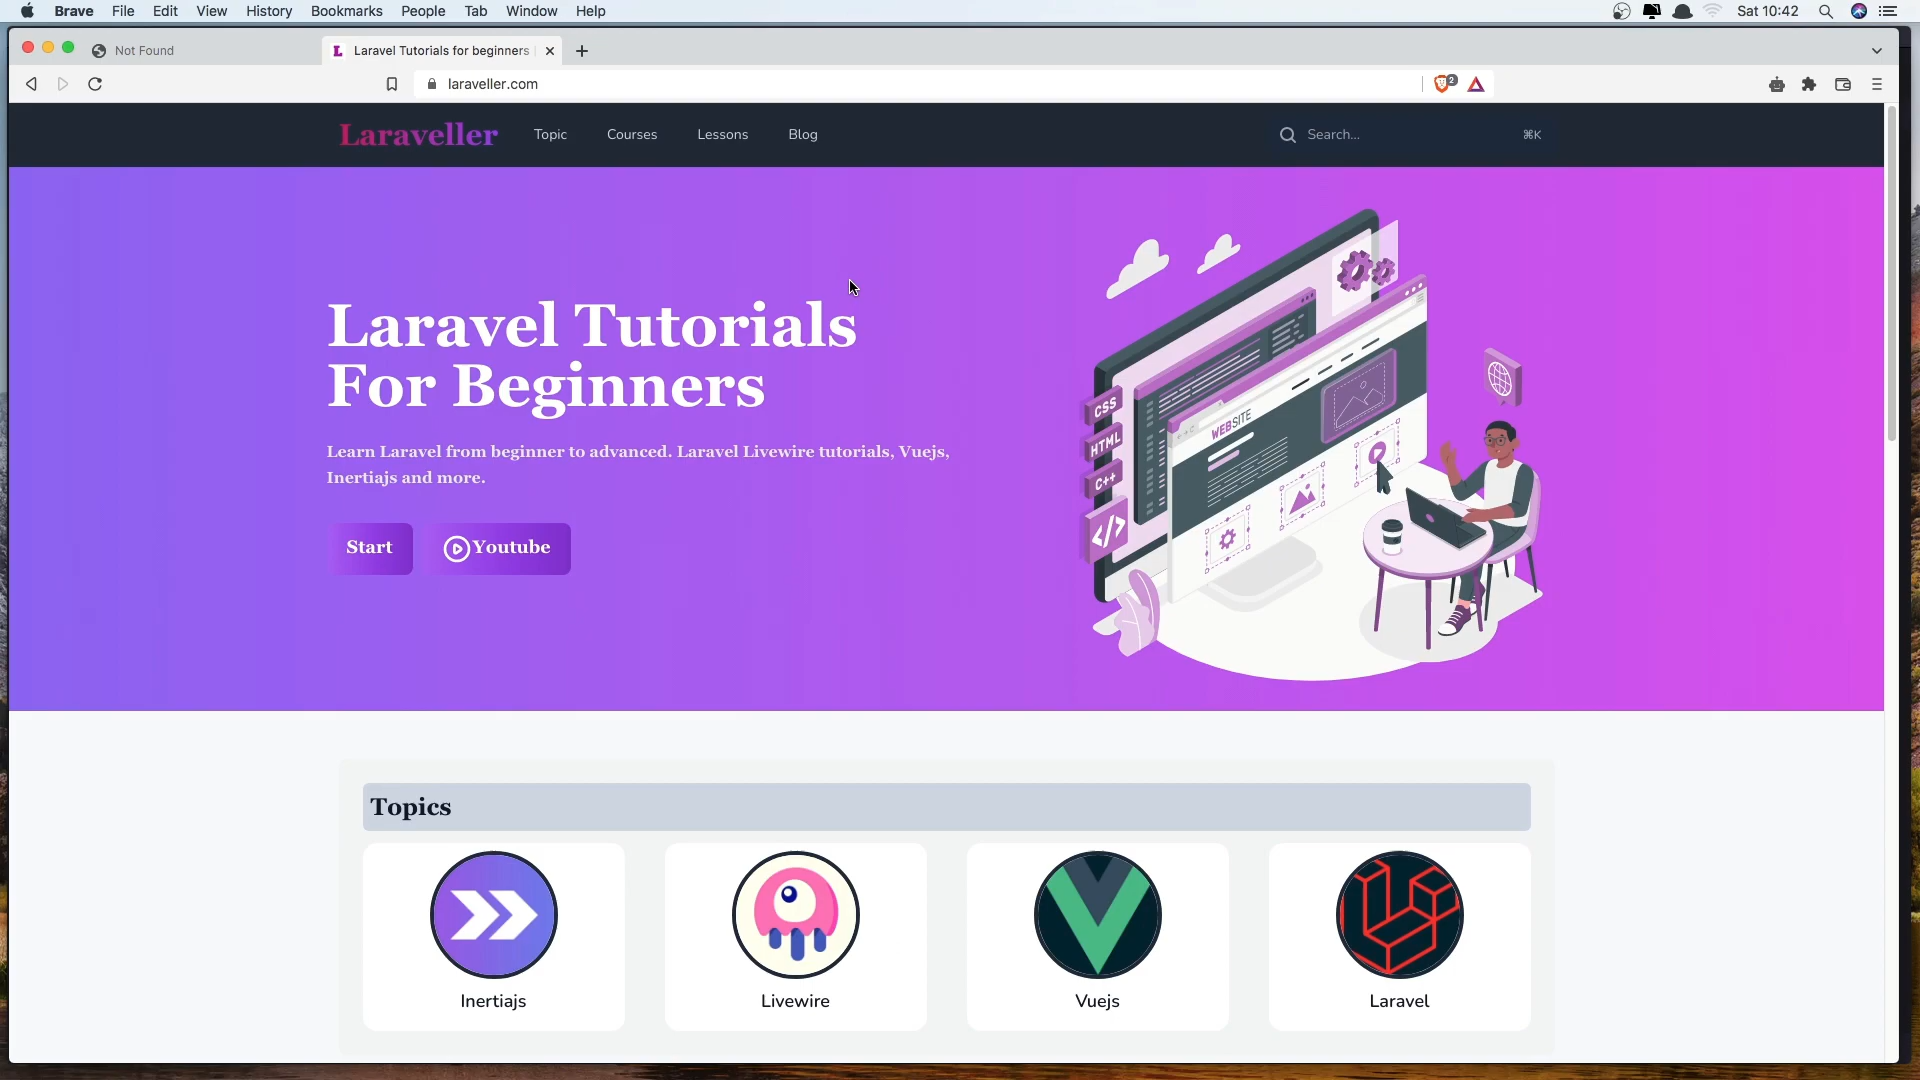 Brave File Edit View History Bookmarks People Tab Window Help
Sat 10:42
Not Found
L Laravel Tutorials for beginners
laraveller.com
2
Laraveller
Topic Courses Lessons Blog
Search...
⌘K
Laravel Tutorials
For Beginners
Learn Laravel from beginner to advanced. Laravel Livewire tutorials, Vuejs,
Inertiajs and more.
Start
Youtube
CSS
HTML
C++
</>
WEBSITE
Topics
Inertiajs
Livewire
Vuejs
Laravel